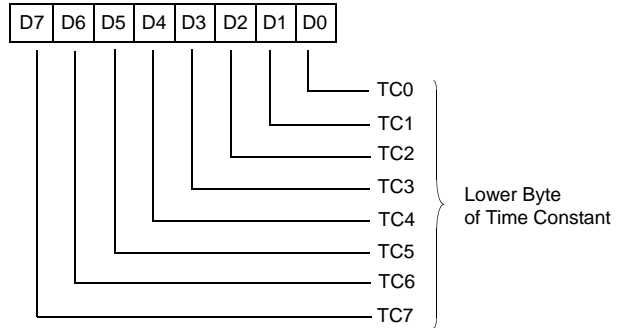 D7 D6 D5 D4 D3 D2 D1 D0
TC0
TC1
TC2
TC3
TC4
TC5
TC6
TC7
Lower Byte
of Time Constant